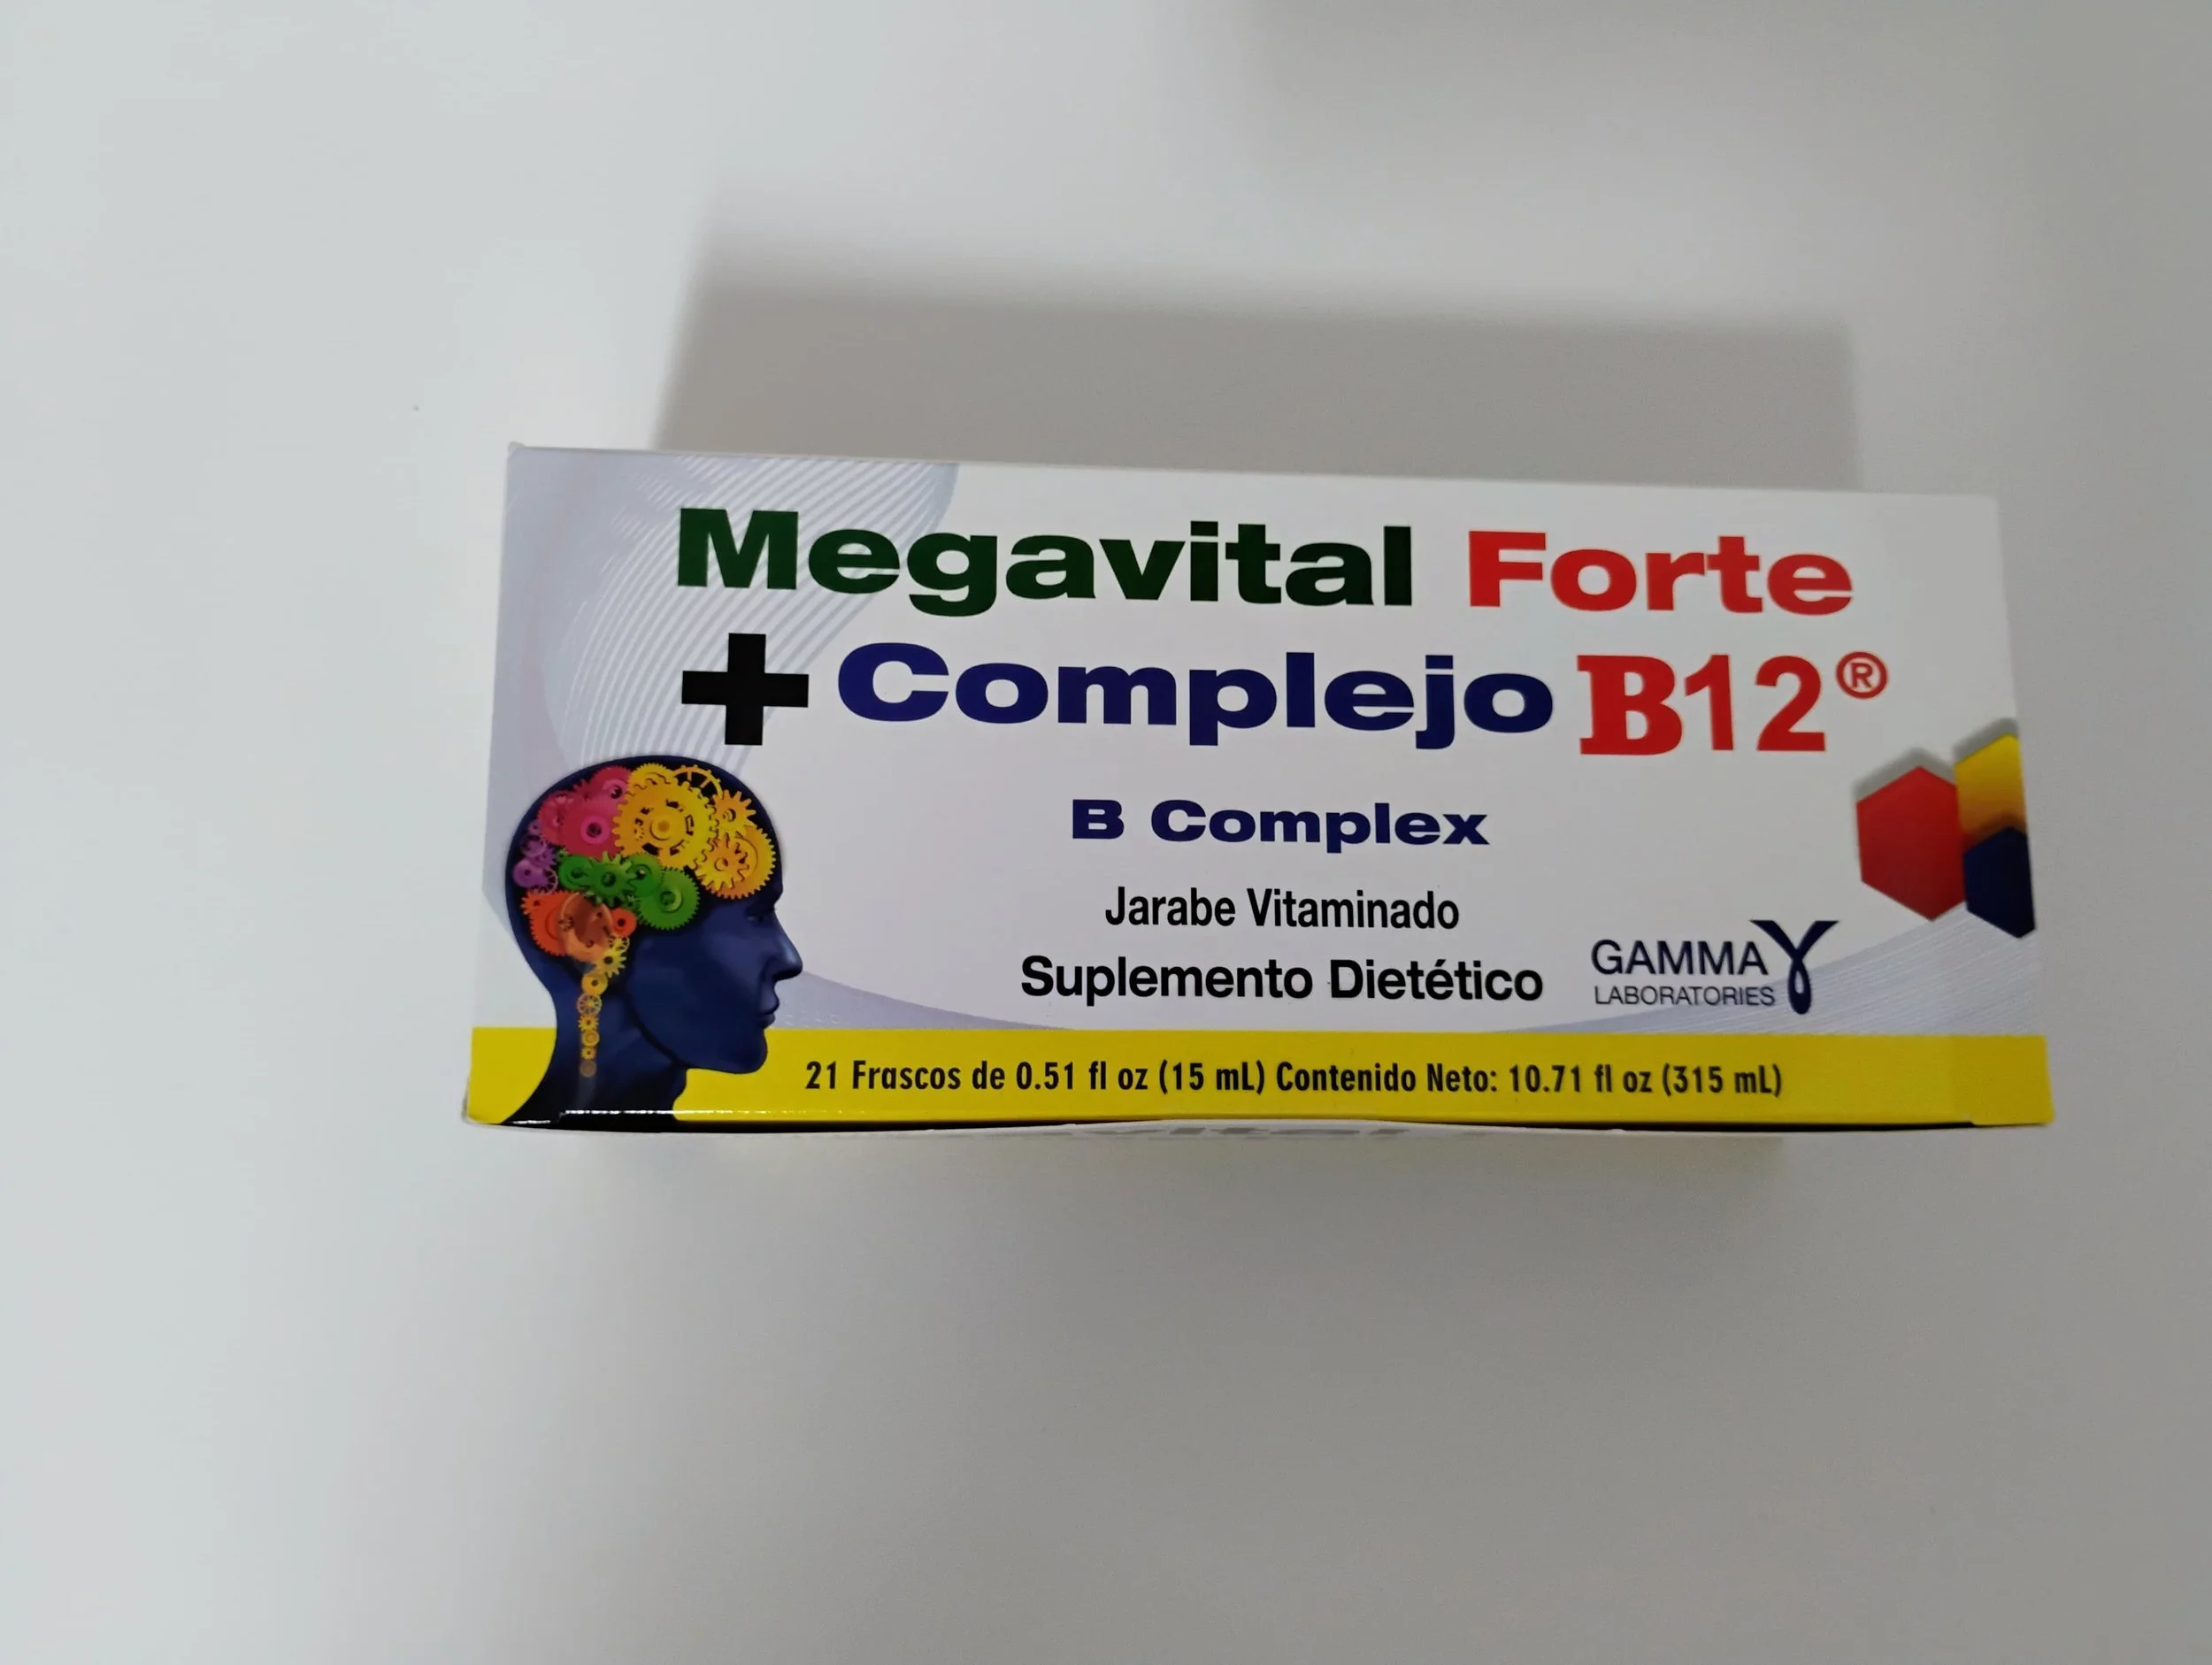 Megavital Forte
+Complejo B12®
B Complex
Jarabe Vitaminado
Suplemento Dietético
GAMMA
LABORATORIES
21 Frascos de 0.51 fl oz (15 mL) Contenido Neto: 10.71 fl oz (315 mL)